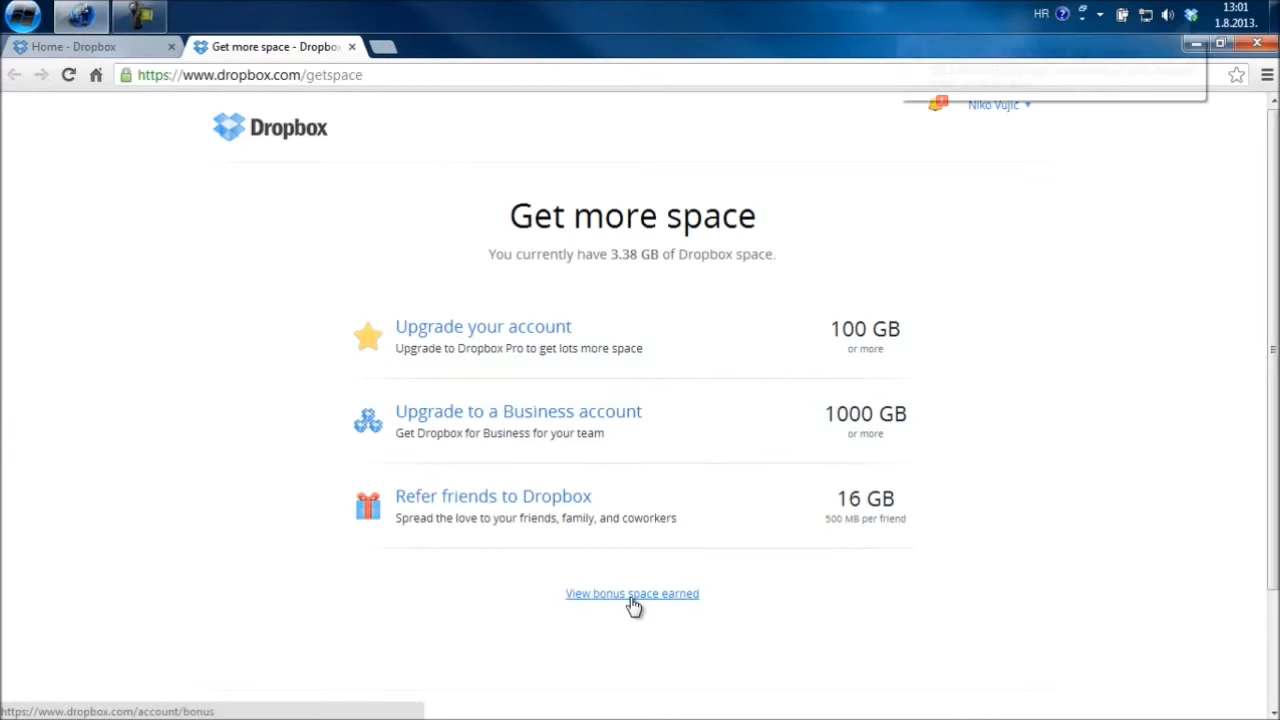 HR
13:01
1.8.2013.
Home - Dropbox
Get more space - Dropbo
https://www.dropbox.com/getspace
Niko Vujić
Dropbox
Get more space
You currently have 3.38 GB of Dropbox space.
Upgrade your account
100 GB
Upgrade to Dropbox Pro to get lots more space
or more
Upgrade to a Business account
1000 GB
Get Dropbox for Business for your team
or more
Refer friends to Dropbox
16 GB
Spread the love to your friends, family, and coworkers
500 MB per friend
View bonus space earned
https://www.dropbox.com/account/bonus